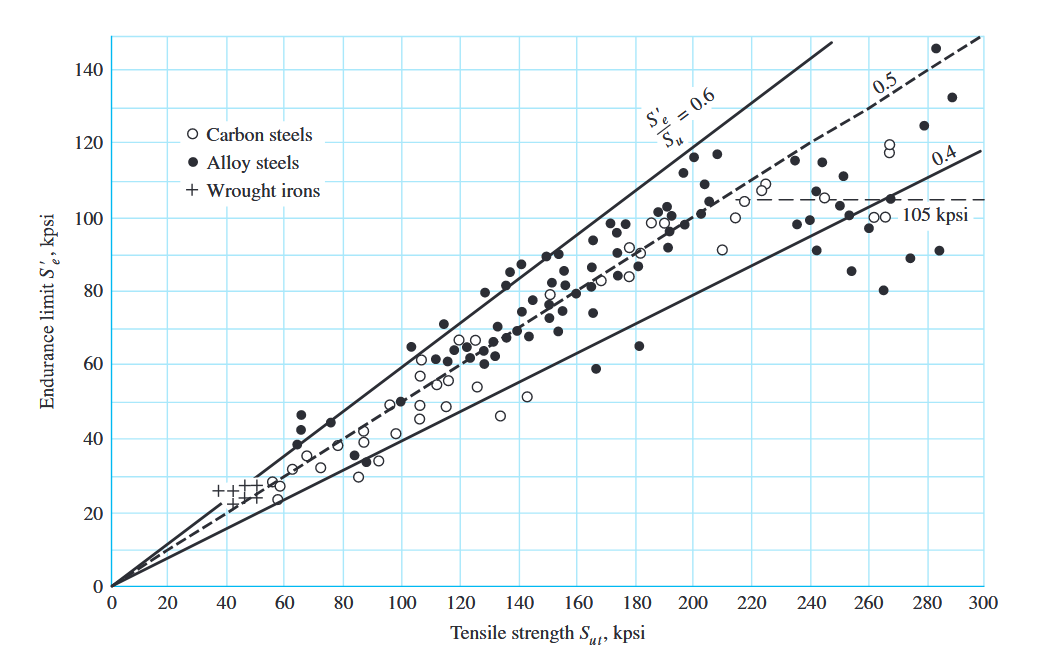 Endurance limit S′e, kpsi
140
120
100
80
60
40
20
0
Carbon steels
Alloy steels
Wrought irons
S′e/Su = 0.6
0.5
0.4
105 kpsi
0 20 40 60 80 100 120 140 160 180 200 220 240 260 280 300
Tensile strength Sut, kpsi